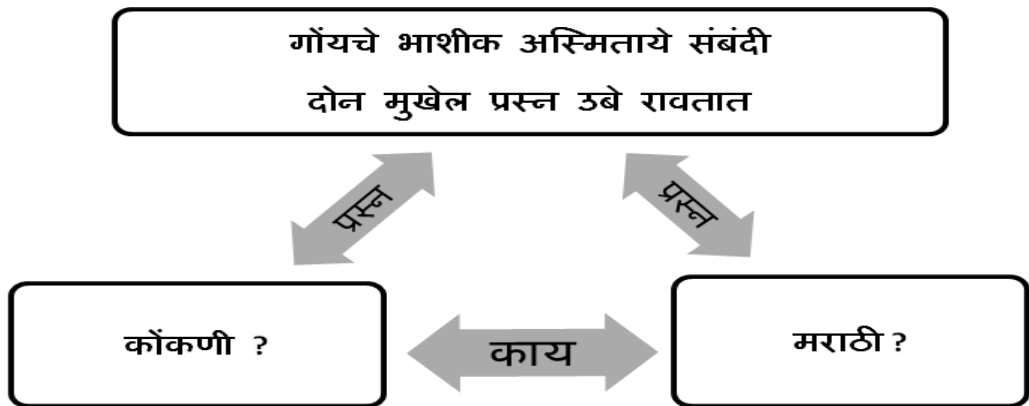 गोंयचे भाशीक अस्मिताये संबंदी
दोन मुखेल प्रस्न उबे रावतात
प्रस्न
प्रस्न
कोंकणी ?
काय
मराठी ?